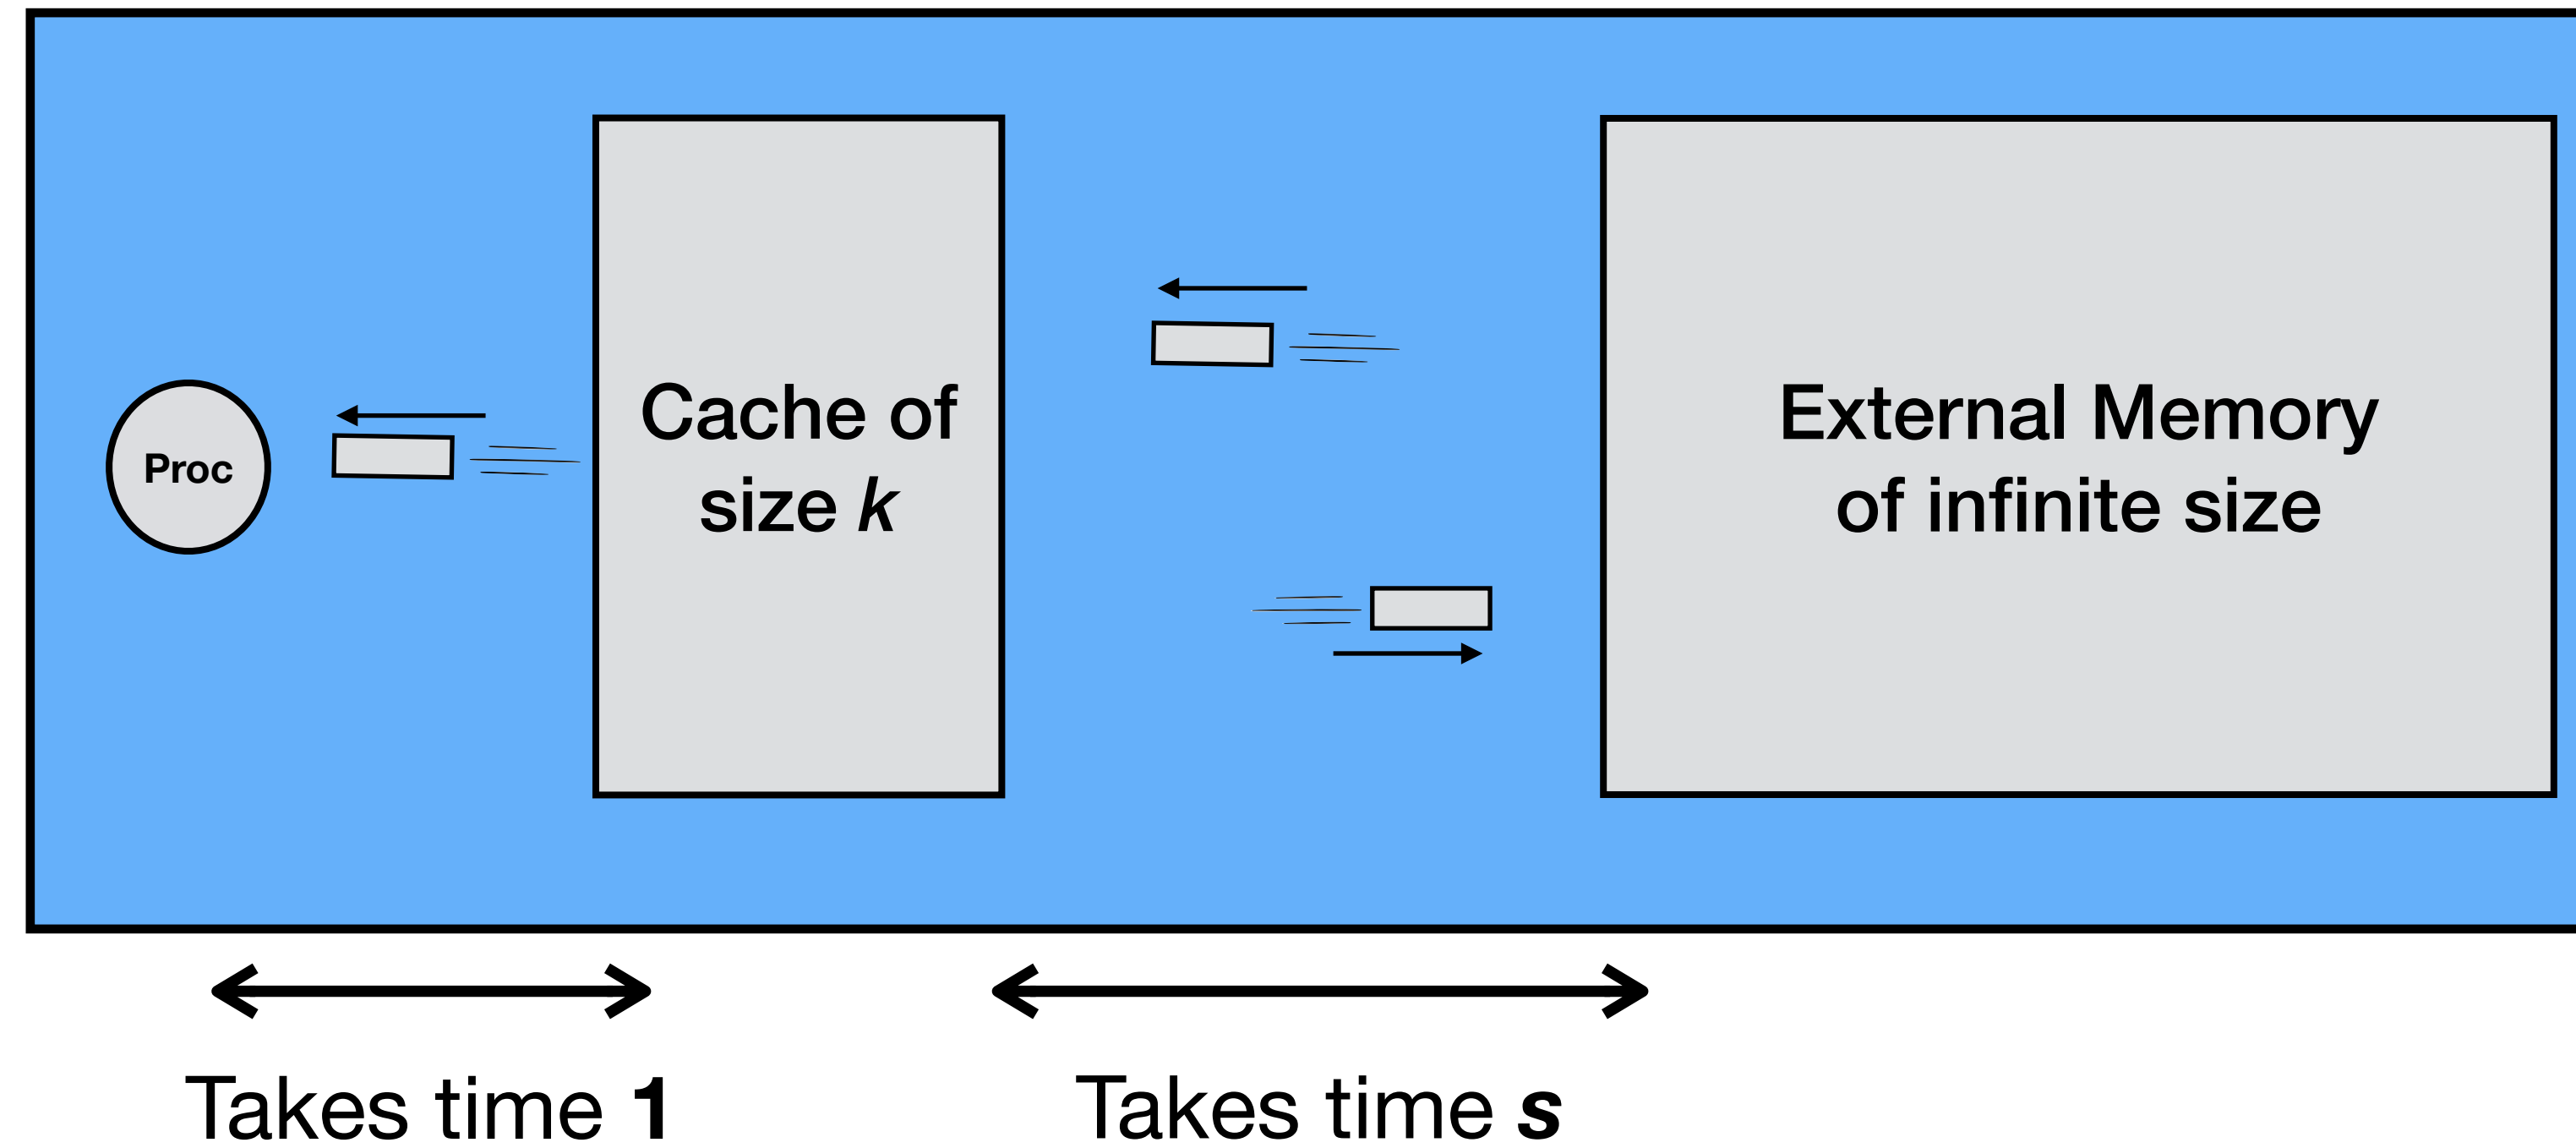 Proc
Cache of
size k
External Memory
of infinite size
Takes time 1
Takes time s